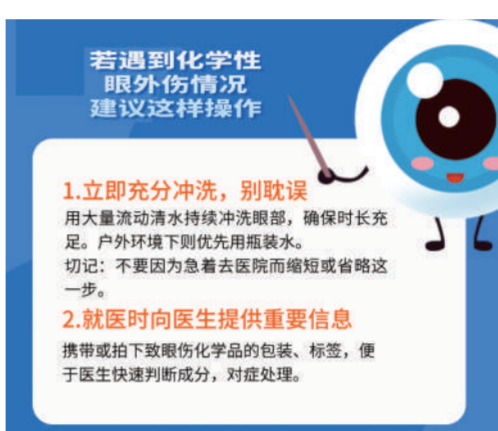 若遇到化学性
眼外伤情况
建议这样操作
1.立即充分冲洗，别耽误
用大量流动清水持续冲洗眼部，确保时长充
足。户外环境下则优先用瓶装水。
切记：不要因为急着去医院而缩短或省略这
一步。
2.就医时向医生提供重要信息
携带或拍下致眼伤化学品的包装、标签，便
于医生快速判断成分，对症处理。